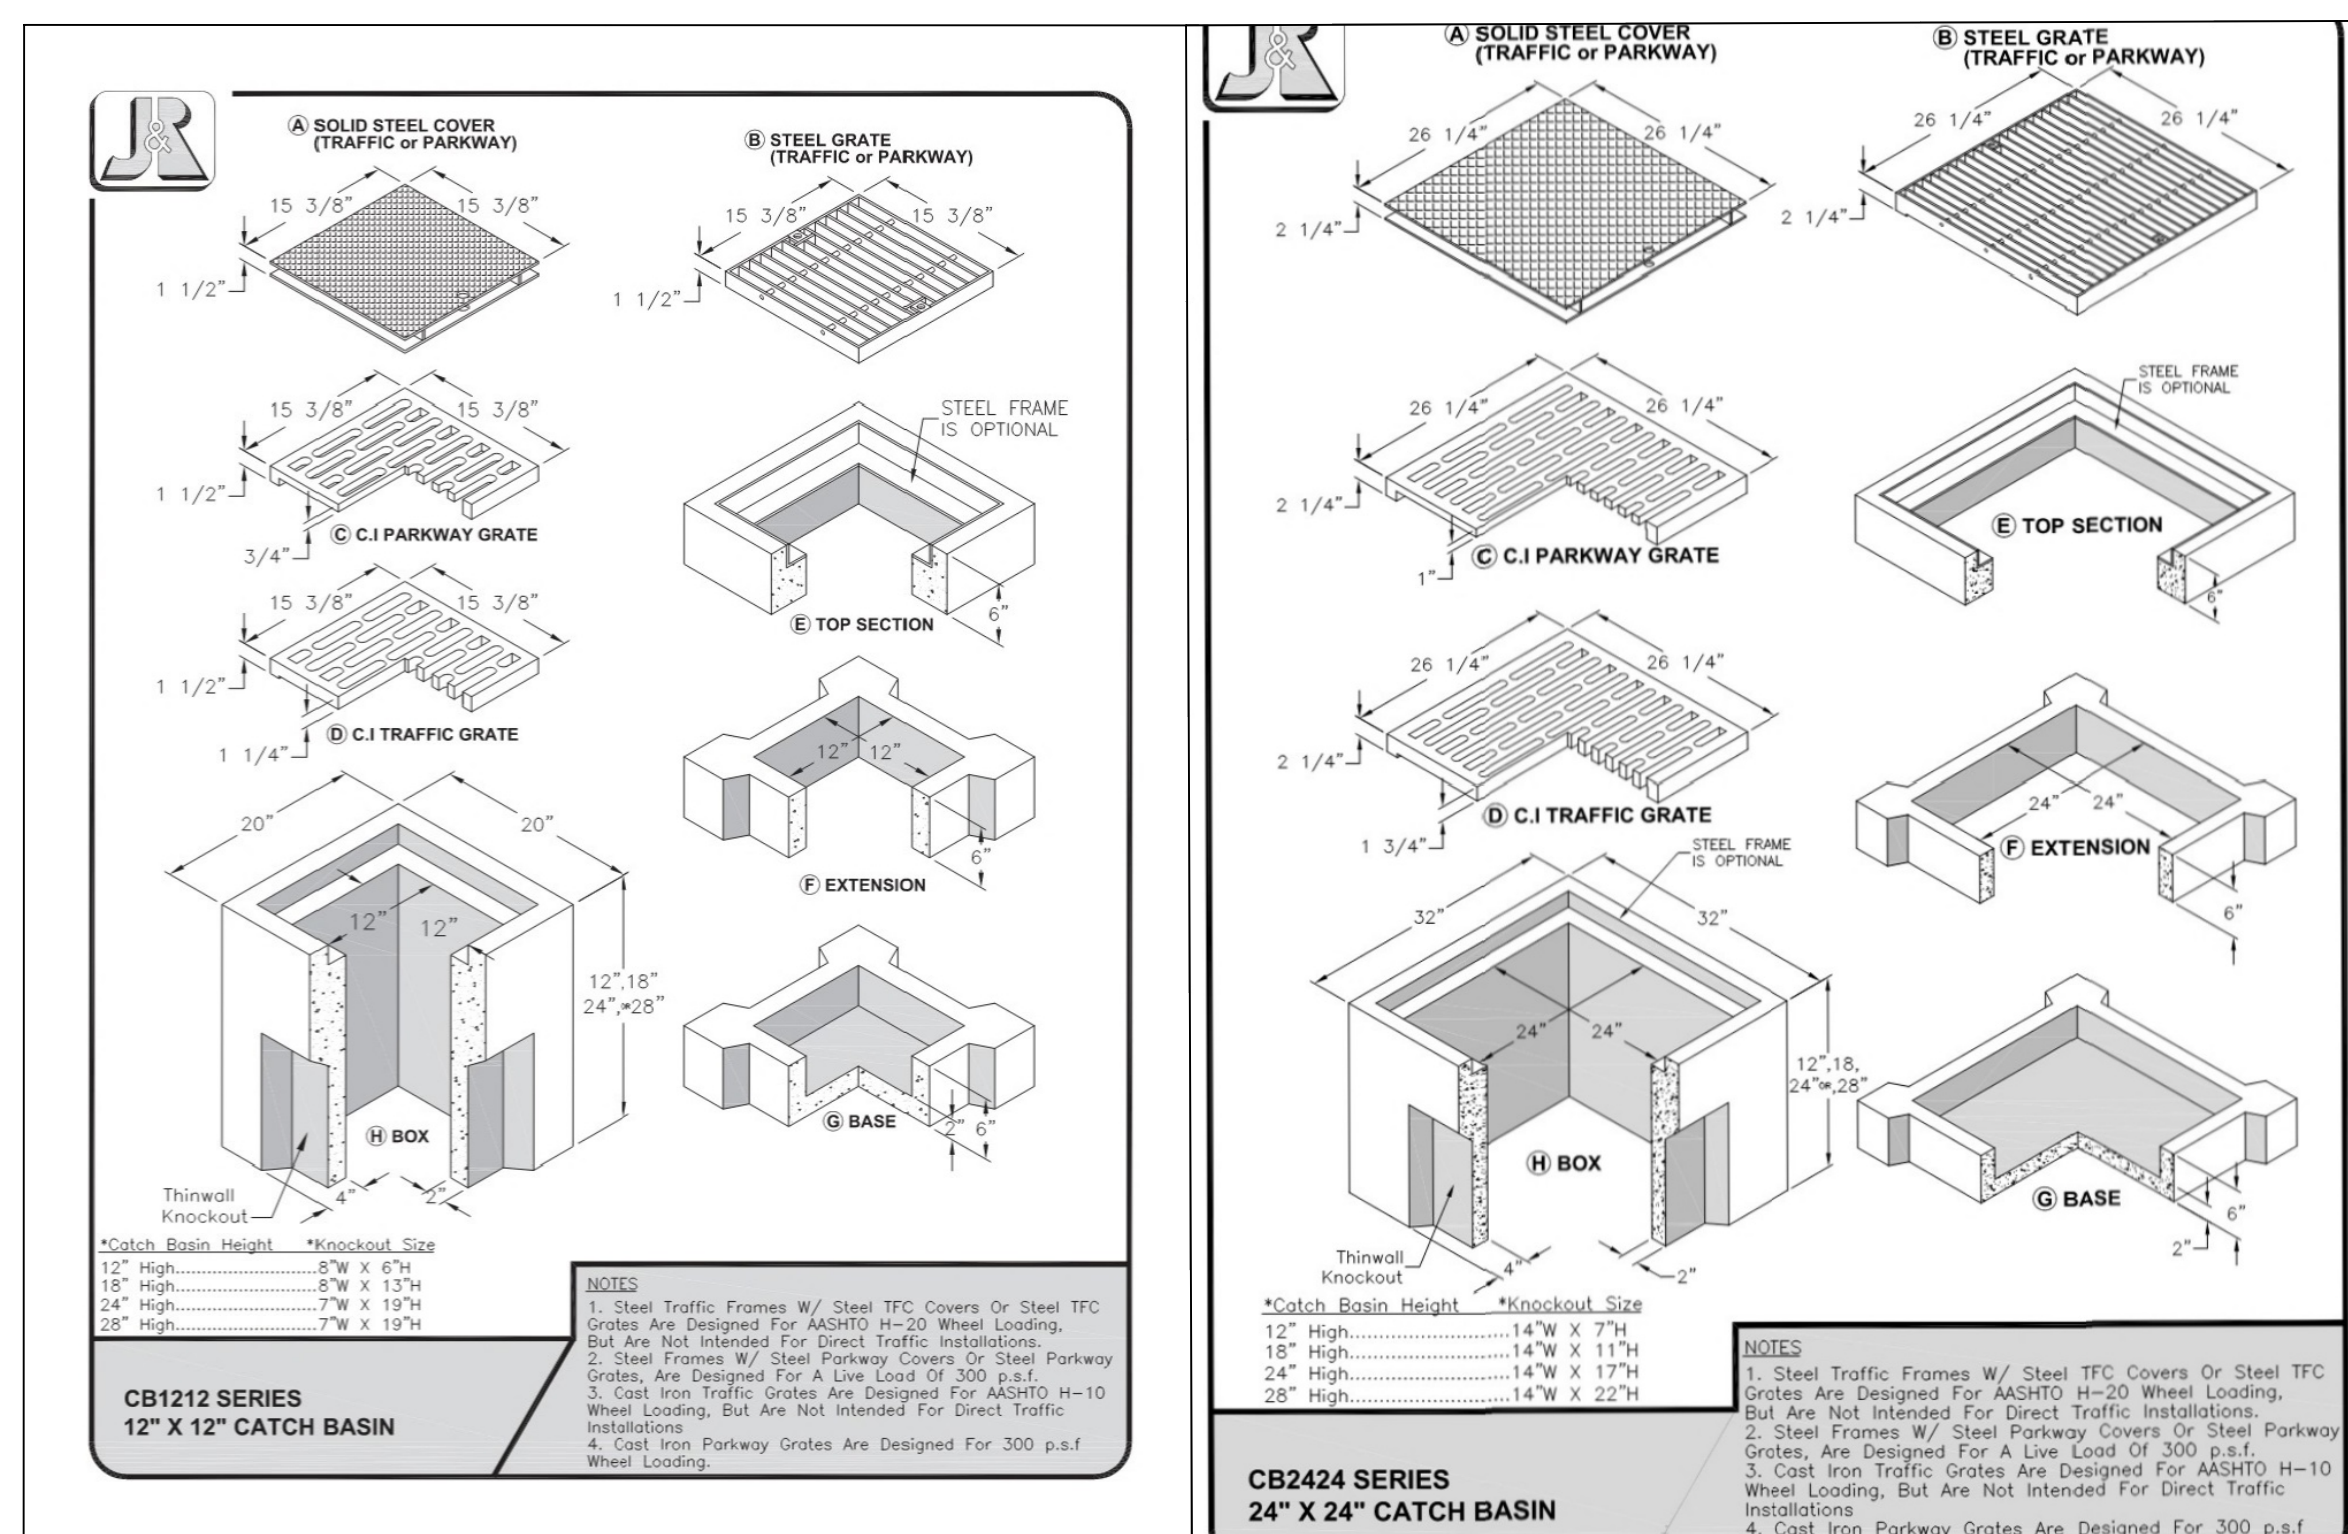 J&R
Ⓐ SOLID STEEL COVER
(TRAFFIC or PARKWAY)
15 3/8"
15 3/8"
1 1/2"
Ⓑ STEEL GRATE
(TRAFFIC or PARKWAY)
15 3/8"
15 3/8"
1 1/2"
15 3/8"
15 3/8"
1 1/2"
3/4"
Ⓒ C.I PARKWAY GRATE
STEEL FRAME
IS OPTIONAL
6"
Ⓔ TOP SECTION
15 3/8"
15 3/8"
1 1/2"
1 1/4"
Ⓓ C.I TRAFFIC GRATE
12"
12"
6"
Ⓕ EXTENSION
20"
20"
12"
12"
12",18"
24",OR28"
Ⓗ BOX
Thinwall
Knockout
4"
2"
Ⓖ BASE
2"
6"
*Catch Basin Height *Knockout Size
12" High..............................8"W X 6"H
18" High..............................8"W X 13"H
24" High..............................7"W X 19"H
28" High..............................7"W X 19"H
NOTES
1. Steel Traffic Frames W/ Steel TFC Covers Or Steel TFC
Grates Are Designed For AASHTO H-20 Wheel Loading,
But Are Not Intended For Direct Traffic Installations.
2. Steel Frames W/ Steel Parkway Covers Or Steel Parkway
Grates, Are Designed For A Live Load Of 300 p.s.f.
3. Cast Iron Traffic Grates Are Designed For AASHTO H-10
Wheel Loading, But Are Not Intended For Direct Traffic
Installations
4. Cast Iron Parkway Grates Are Designed For 300 p.s.f
Wheel Loading.
CB1212 SERIES
12" X 12" CATCH BASIN
J&R
Ⓐ SOLID STEEL COVER
(TRAFFIC or PARKWAY)
26 1/4"
26 1/4"
2 1/4"
Ⓑ STEEL GRATE
(TRAFFIC or PARKWAY)
26 1/4"
26 1/4"
2 1/4"
26 1/4"
26 1/4"
2 1/4"
1"
Ⓒ C.I PARKWAY GRATE
STEEL FRAME
IS OPTIONAL
Ⓔ TOP SECTION
6"
26 1/4"
26 1/4"
2 1/4"
1 3/4"
Ⓓ C.I TRAFFIC GRATE
24"
24"
Ⓕ EXTENSION
6"
STEEL FRAME
IS OPTIONAL
32"
32"
24"
24"
12",18,
24"OR,28"
Ⓗ BOX
Thinwall
Knockout
4"
2"
Ⓖ BASE
6"
2"
*Catch Basin Height *Knockout Size
12" High..............................14"W X 7"H
18" High..............................14"W X 11"H
24" High..............................14"W X 17"H
28" High..............................14"W X 22"H
NOTES
1. Steel Traffic Frames W/ Steel TFC Covers Or Steel TFC
Grates Are Designed For AASHTO H-20 Wheel Loading,
But Are Not Intended For Direct Traffic Installations.
2. Steel Frames W/ Steel Parkway Covers Or Steel Parkway
Grates, Are Designed For A Live Load Of 300 p.s.f.
3. Cast Iron Traffic Grates Are Designed For AASHTO H-10
Wheel Loading, But Are Not Intended For Direct Traffic
Installations
4. Cast Iron Parkway Grates Are Designed For 300 p.s.f
CB2424 SERIES
24" X 24" CATCH BASIN